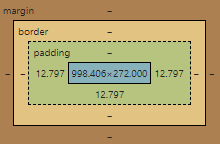 margin –
border –
padding –
– – 12.797 998.406×272.000 12.797 – –
12.797
–
–